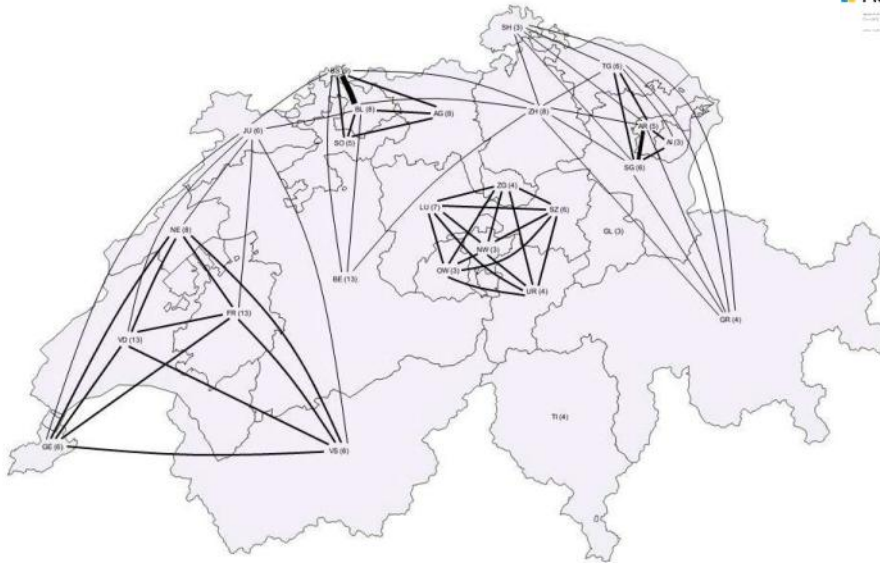 SH (3)
TG (6)
BL (8)
AG (8)
ZH (8)
AR (5)
JU (6)
SO (5)
AI (3)
SG (6)
ZG (4)
LU (7)
SZ (6)
NE (8)
GL (3)
NW (3)
OW (3)
BE (13)
UR (4)
FR (13)
GR (4)
VD (13)
TI (4)
GE (6)
VS (6)